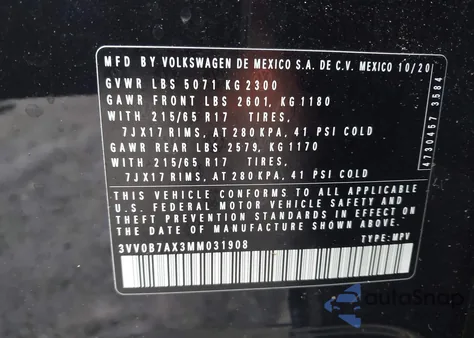 MFD BY VOLKSWAGEN DE MEXICO S.A. DE C.V. MEXICO 10/20
GVWR LBS 5071 KG 2300
GAWR FRONT LBS 2601, KG 1180
WITH 215/65 R17 TIRES,
7JX17 RIMS, AT 280 KPA, 41 PSI COLD
GAWR REAR LBS 2579, KG 1170
WITH 215/65 R17 TIRES,
7JX17 RIMS, AT 280 KPA, 41 PSI COLD
THIS VEHICLE CONFORMS TO ALL APPLICABLE
U.S. FEDERAL MOTOR VEHICLE SAFETY AND
THEFT PREVENTION STANDARDS IN EFFECT ON
THE DATE OF MANUFACTURE SHOWN ABOVE.
3VV0B7AX3MM031908 TYPE: MPV
4730457 3584
autoSnap